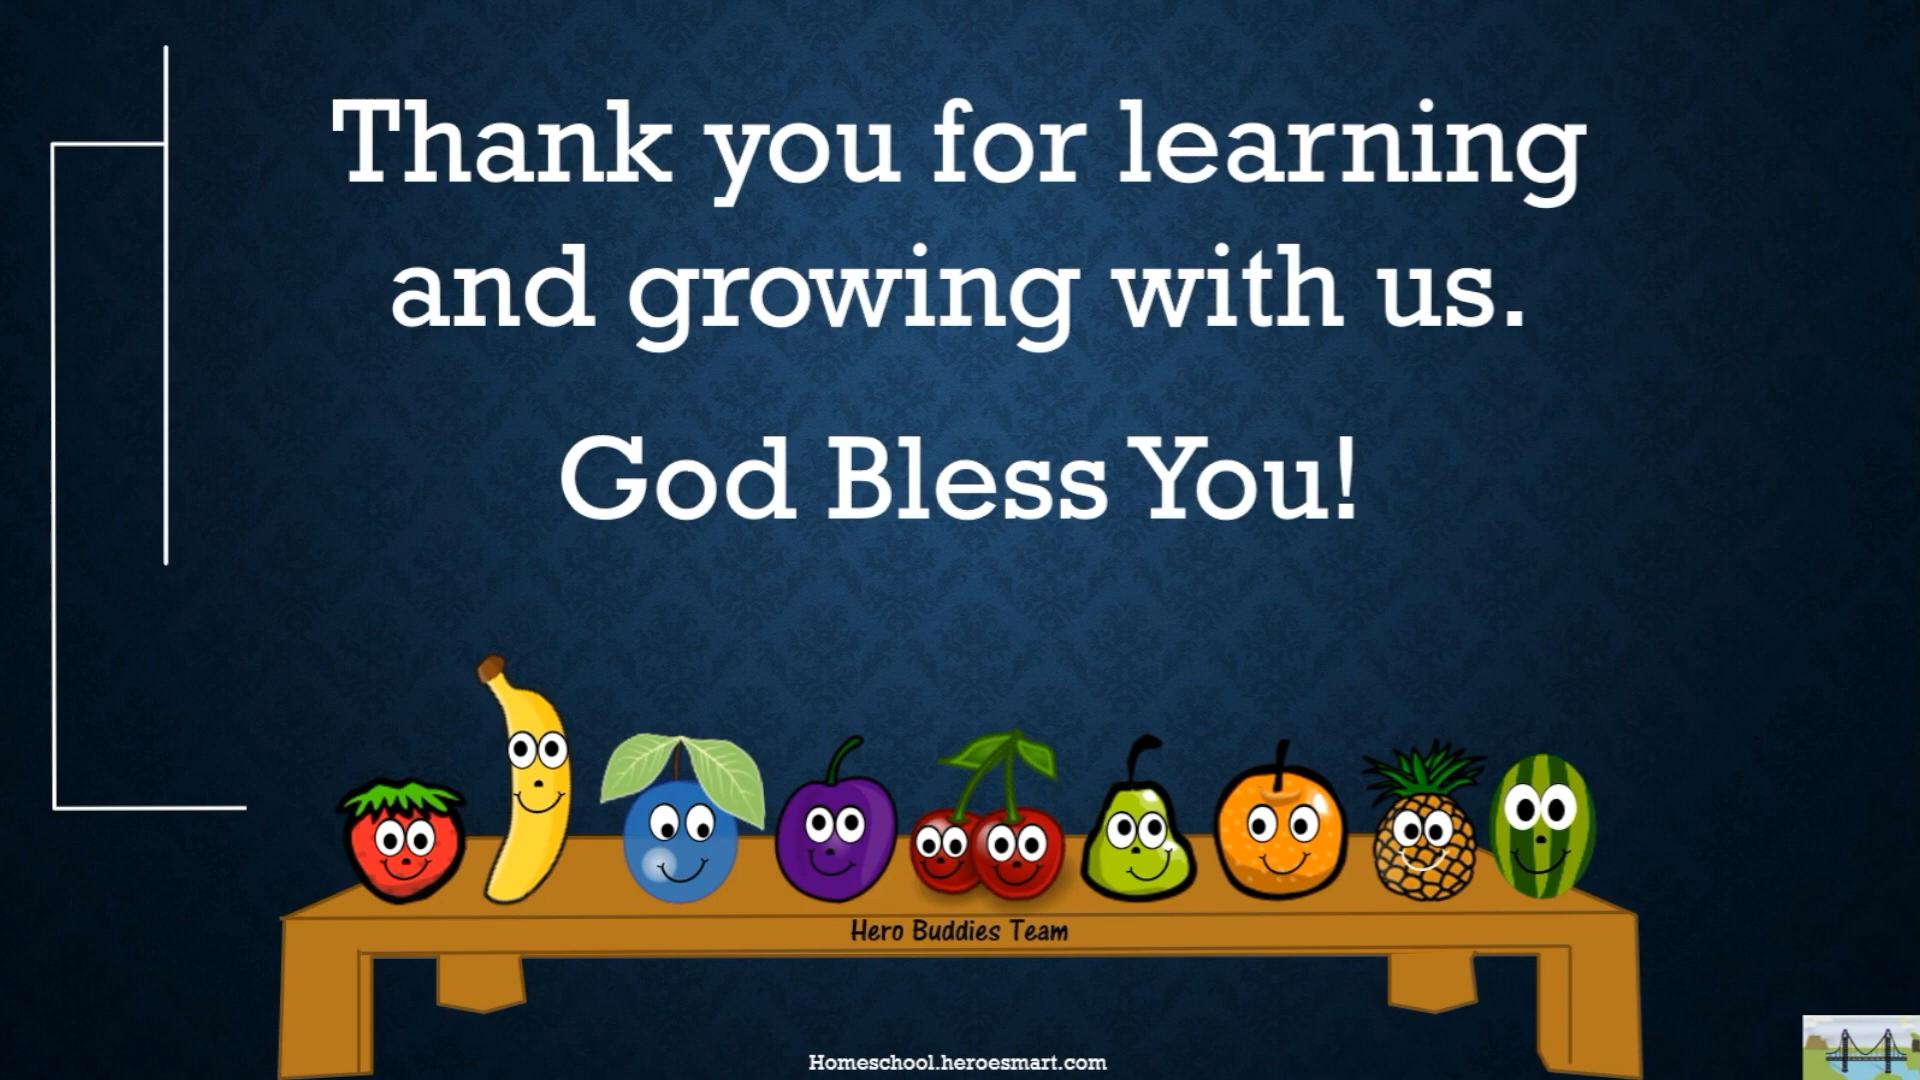 Thank you for learning
and growing with us.
God Bless You!
Hero Buddies Team
Homeschool.heroesmart.com